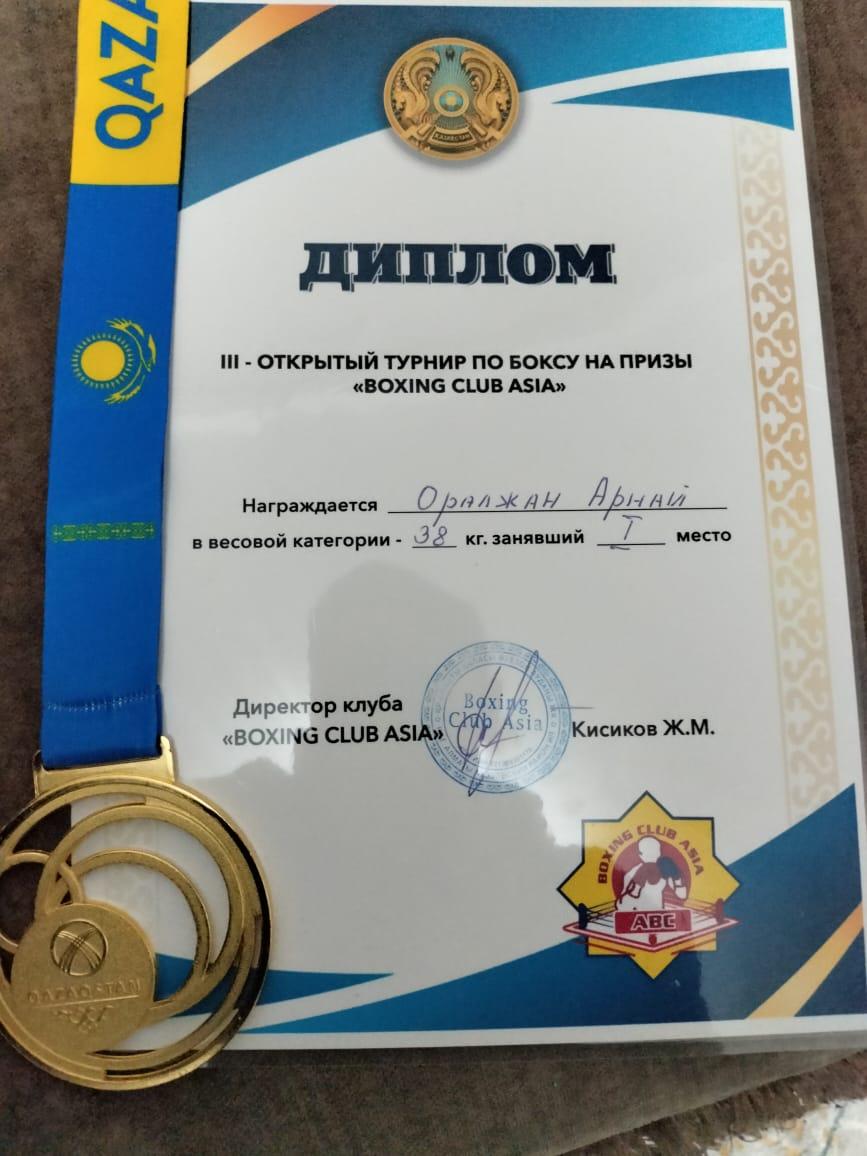 QAZA
ҚАЗАҚСТАН
ДИПЛОМ
III - ОТКРЫТЫЙ ТУРНИР ПО БОКСУ НА ПРИЗЫ
«BOXING CLUB ASIA»
Награждается Оралжан Арнай
в весовой категории - 38 кг. занявший I место
Директор клуба
«BOXING CLUB ASIA»
Boxing
Club Asia
Кисиков Ж.М.
BOXING CLUB ASIA
ABC
QAZAQSTAN